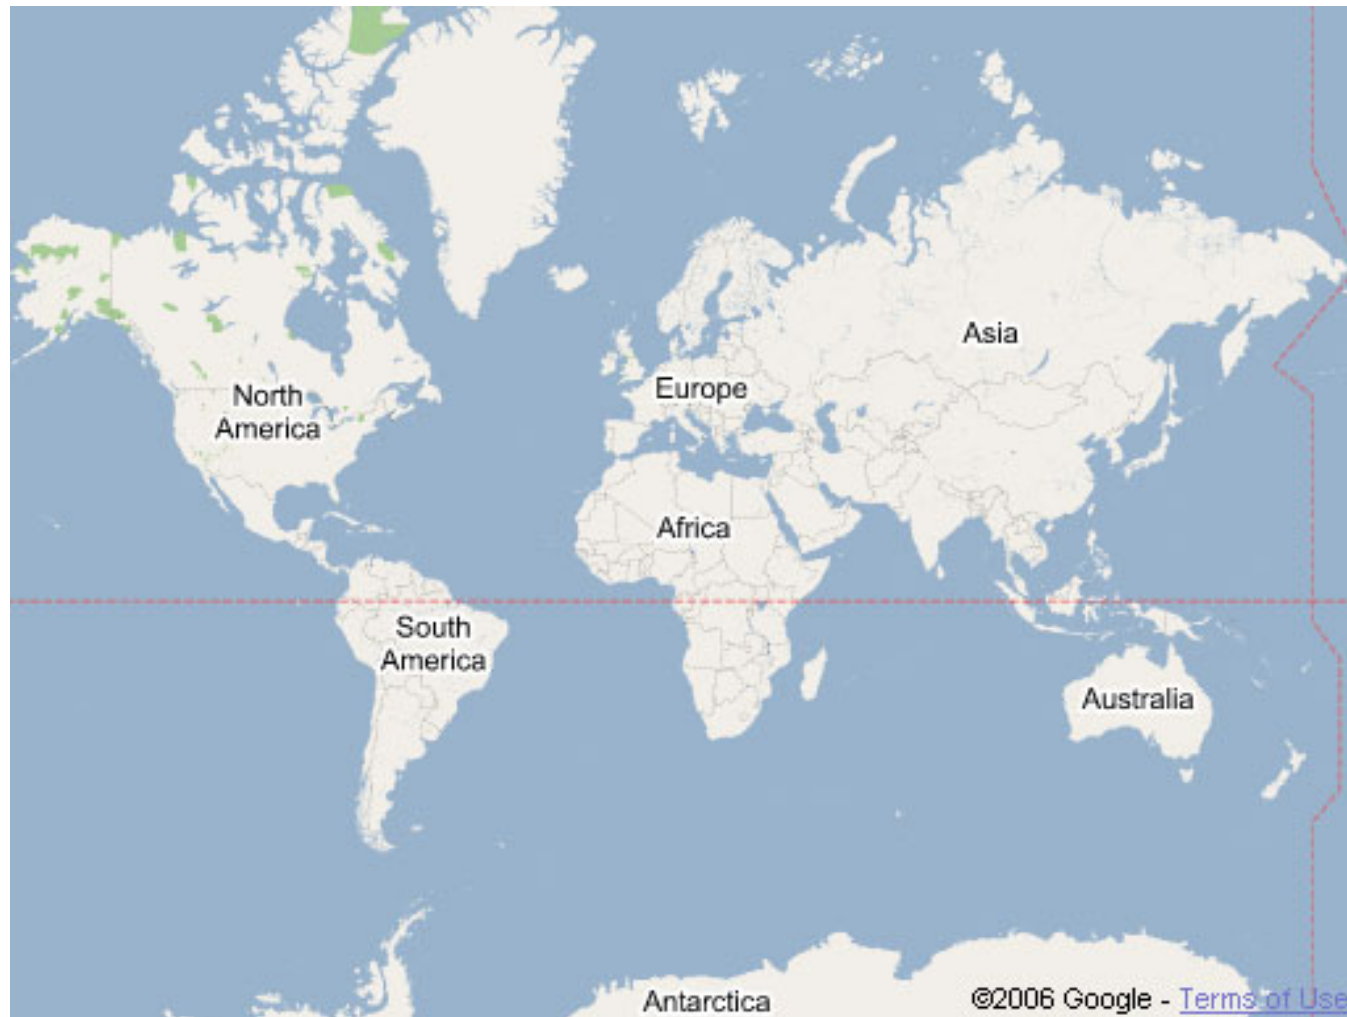 Asia
Europe
North
America
Africa
South
America
Australia
Antarctica
©2006 Google - Terms of Use